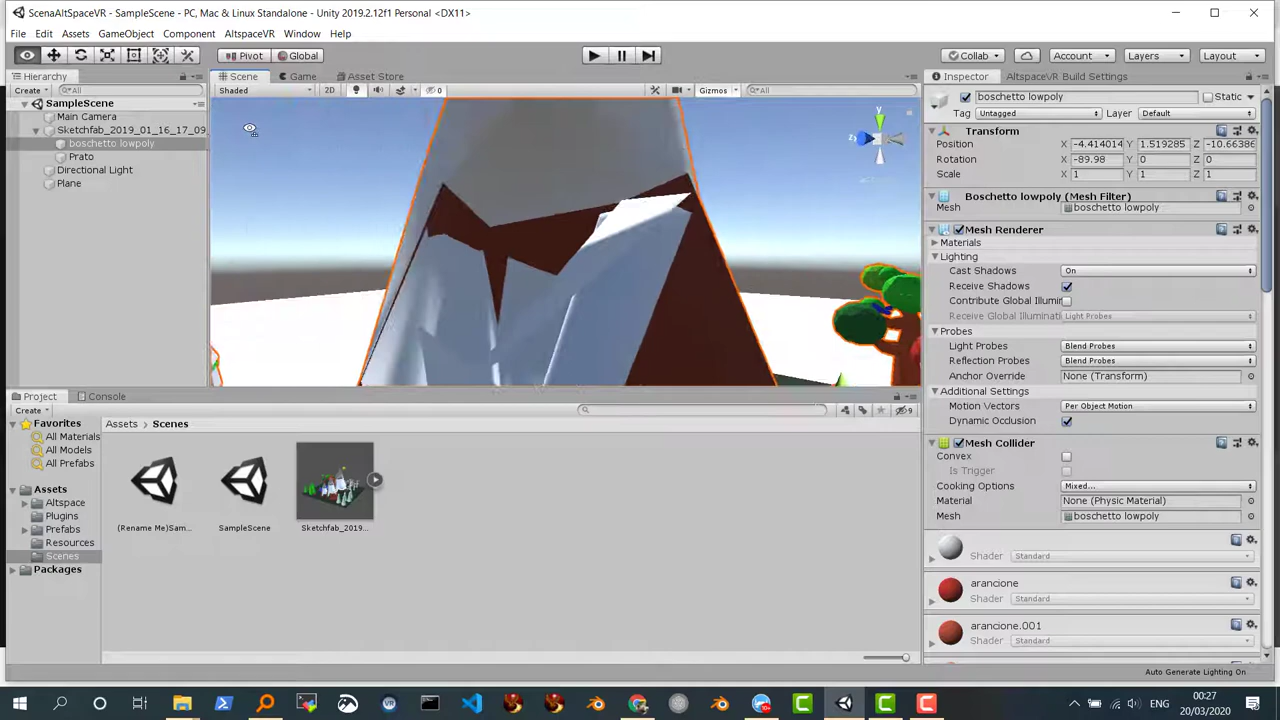 ScenaAltSpaceVR - SampleScene - PC, Mac & Linux Standalone - Unity 2019.2.12f1 Personal <DX11>
File Edit Assets GameObject Component AltspaceVR Window Help
Pivot Global Collab Account Layers Layout
Hierarchy Scene Game Asset Store Inspector AltspaceVR Build Settings
Create All Shaded 2D 0 Gizmos All
boschetto lowpoly Static
SampleScene
Tag Untagged Layer Default
Main Camera
Sketchfab_2019_01_16_17_09_
boschetto lowpoly
Prato
Directional Light
Plane
Transform
Position X -4.414014 Y 1.519285 Z -10.66386
Rotation X -89.98 Y 0 Z 0
Scale X 1 Y 1 Z 1
Boschetto lowpoly (Mesh Filter)
Mesh boschetto lowpoly
Mesh Renderer
Materials
Lighting
Cast Shadows On
Receive Shadows
Contribute Global Illumin
Receive Global Illuminati Light Probes
Probes
Light Probes Blend Probes
Reflection Probes Blend Probes
Anchor Override None (Transform)
Additional Settings
Motion Vectors Per Object Motion
Dynamic Occlusion
Mesh Collider
Convex
Is Trigger
Cooking Options Mixed...
Material None (Physic Material)
Mesh boschetto lowpoly
Shader Standard
arancione
Shader Standard
arancione.001
Shader Standard
Project Console
Create 9
Favorites
All Materials
All Models
All Prefabs
Assets
Altspace
Plugins
Prefabs
Resources
Scenes
Packages
Assets > Scenes
(Rename Me)Sam... SampleScene Sketchfab_2019...
Auto Generate Lighting On
ENG 00:27
20/03/2020